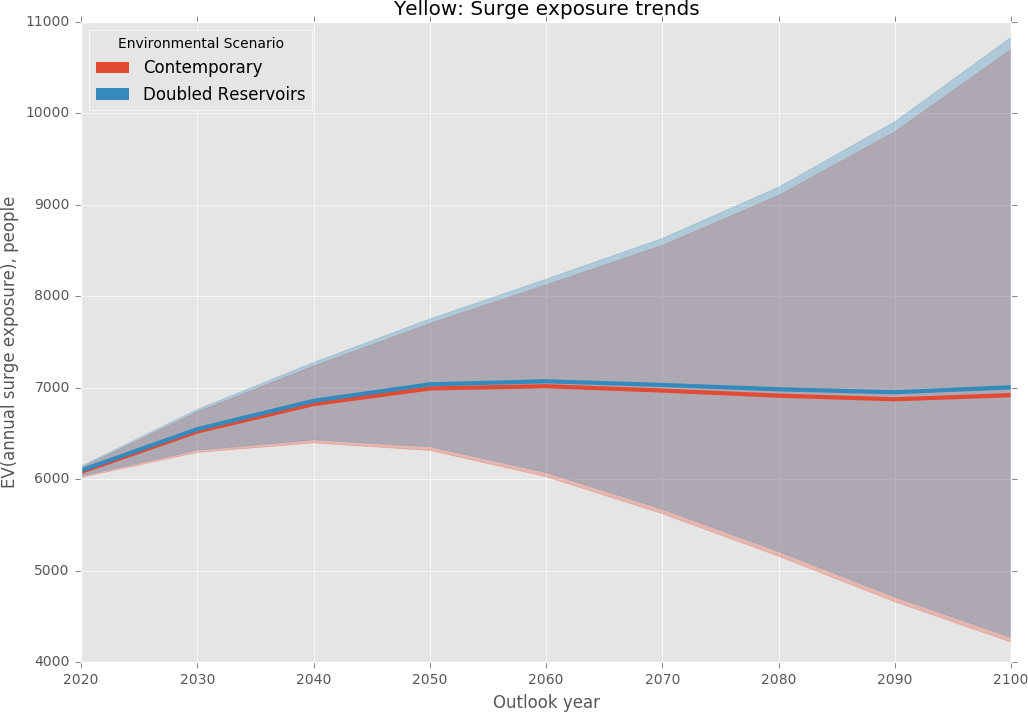 Yellow: Surge exposure trends
11000
10000
9000
8000
7000
6000
5000
4000
EV(annual surge exposure), people
Environmental Scenario
Contemporary
Doubled Reservoirs
2020 2030 2040 2050 2060 2070 2080 2090 2100
Outlook year